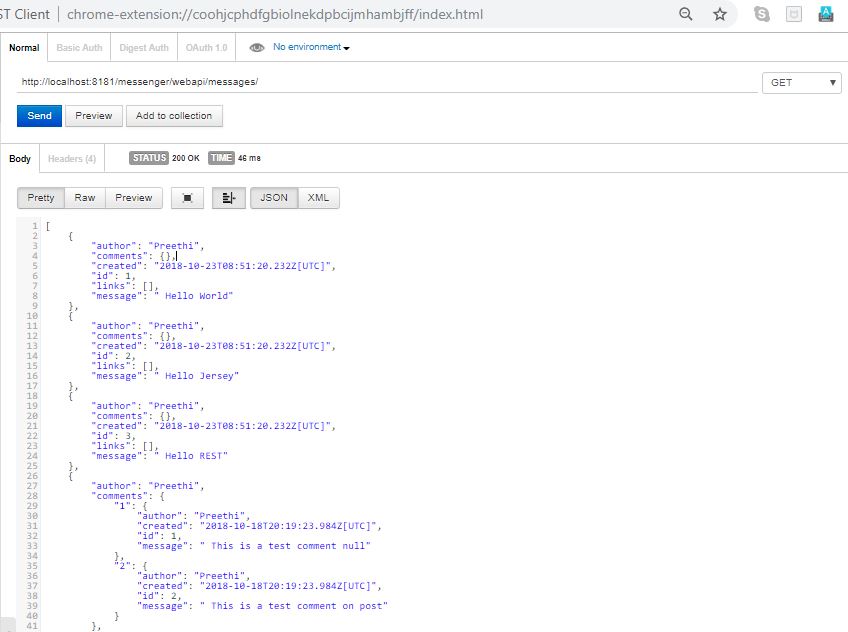 ST Client chrome-extension://coohjcphdfgbiolnekdpbcijmhambjff/index.html
Normal Basic Auth Digest Auth OAuth 1.0 No environment
http://localhost:8181/messenger/webapi/messages/ GET
Send Preview Add to collection
Body Headers (4) STATUS 200 OK TIME 46 ms
Pretty Raw Preview JSON XML
1 [
2 {
3 "author": "Preethi",
4 "comments": {},
5 "created": "2018-10-23T08:51:20.232Z[UTC]",
6 "id": 1,
7 "links": [],
8 "message": " Hello World"
9 },
10 {
11 "author": "Preethi",
12 "comments": {},
13 "created": "2018-10-23T08:51:20.232Z[UTC]",
14 "id": 2,
15 "links": [],
16 "message": " Hello Jersey"
17 },
18 {
19 "author": "Preethi",
20 "comments": {},
21 "created": "2018-10-23T08:51:20.232Z[UTC]",
22 "id": 3,
23 "links": [],
24 "message": " Hello REST"
25 },
26 {
27 "author": "Preethi",
28 "comments": {
29 "1": {
30 "author": "Preethi",
31 "created": "2018-10-18T20:19:23.984Z[UTC]",
32 "id": 1,
33 "message": " This is a test comment null"
34 },
35 "2": {
36 "author": "Preethi",
37 "created": "2018-10-18T20:19:23.984Z[UTC]",
38 "id": 2,
39 "message": " This is a test comment on post"
40 }
41 },